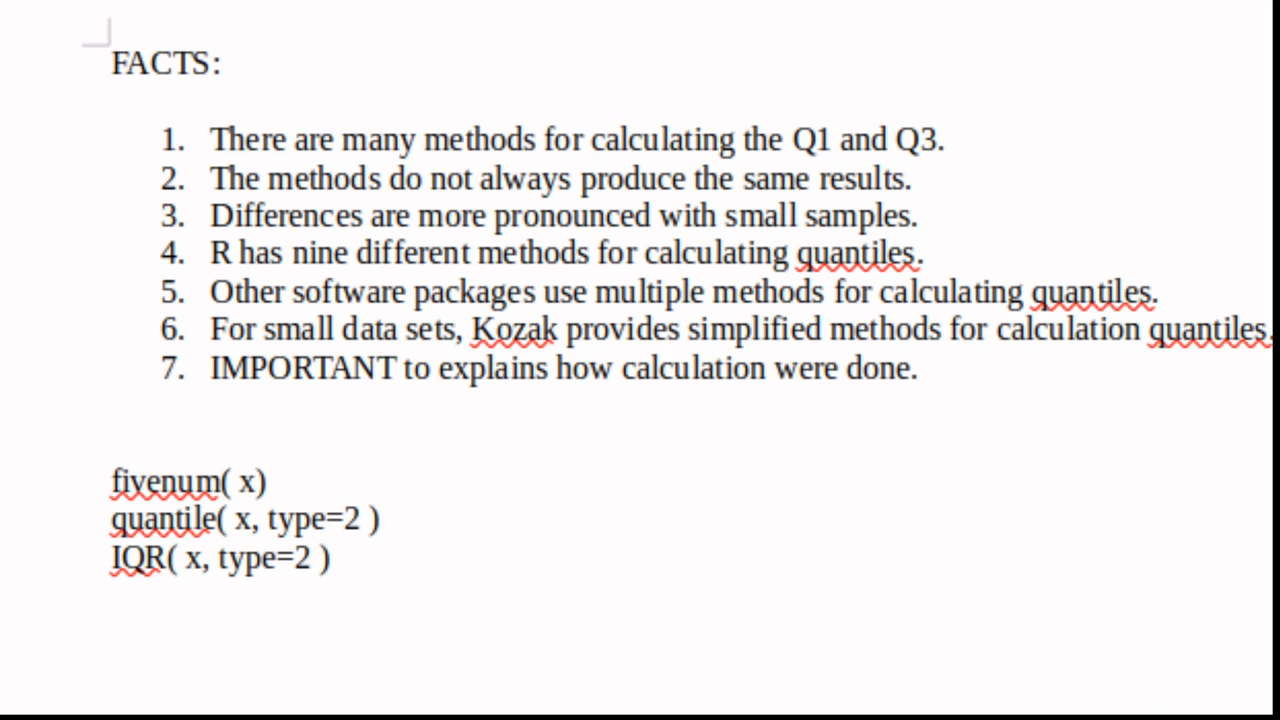 FACTS:
1. There are many methods for calculating the Q1 and Q3.
2. The methods do not always produce the same results.
3. Differences are more pronounced with small samples.
4. R has nine different methods for calculating quantiles.
5. Other software packages use multiple methods for calculating quantiles.
6. For small data sets, Kozak provides simplified methods for calculation quantiles.
7. IMPORTANT to explains how calculation were done.
fivenum( x)
quantile( x, type=2 )
IQR( x, type=2 )